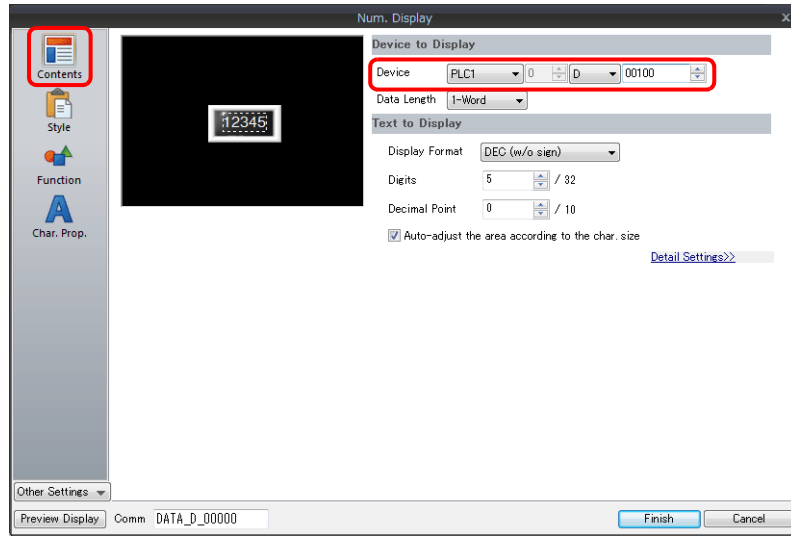 Num. Display x
Contents
Style
Function
Char. Prop.
12345
Device to Display
Device PLC1 0 D 00100
Data Length 1-Word
Text to Display
Display Format DEC (w/o sign)
Digits 5 / 32
Decimal Point 0 / 10
Auto-adjust the area according to the char. size
Detail Settings>>
Other Settings
Preview Display Comm DATA_D_00000 Finish Cancel